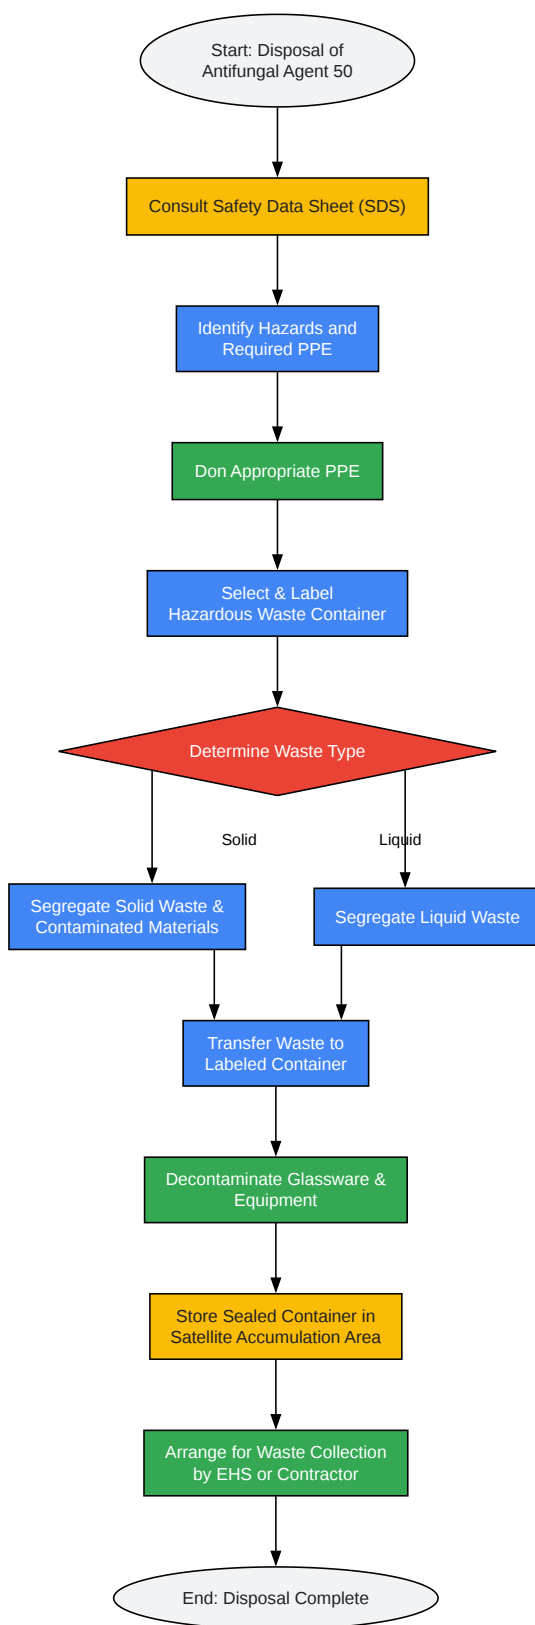 Start: Disposal of
Antifungal Agent 50
Consult Safety Data Sheet (SDS)
Identify Hazards and
Required PPE
Don Appropriate PPE
Select & Label
Hazardous Waste Container
Determine Waste Type
Solid
Liquid
Segregate Solid Waste &
Contaminated Materials
Segregate Liquid Waste
Transfer Waste to
Labeled Container
Decontaminate Glassware &
Equipment
Store Sealed Container in
Satellite Accumulation Area
Arrange for Waste Collection
by EHS or Contractor
End: Disposal Complete